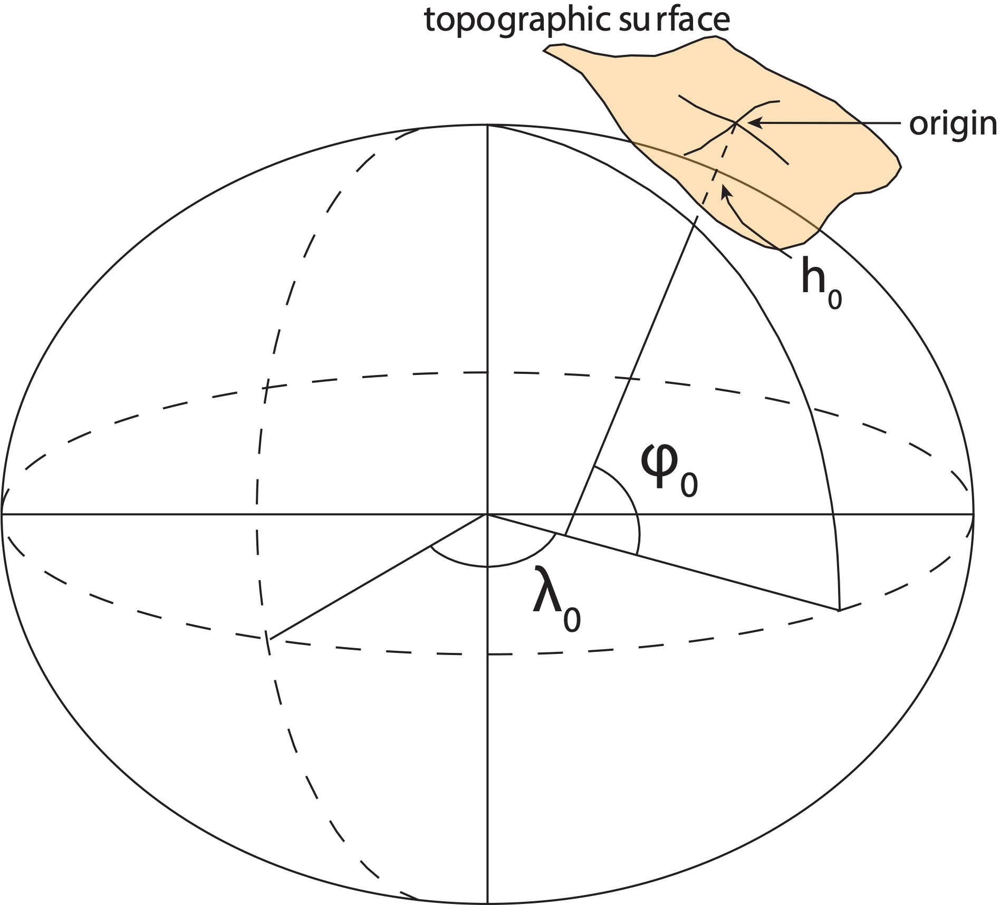 topographic surface
origin
h₀
φ₀
λ₀